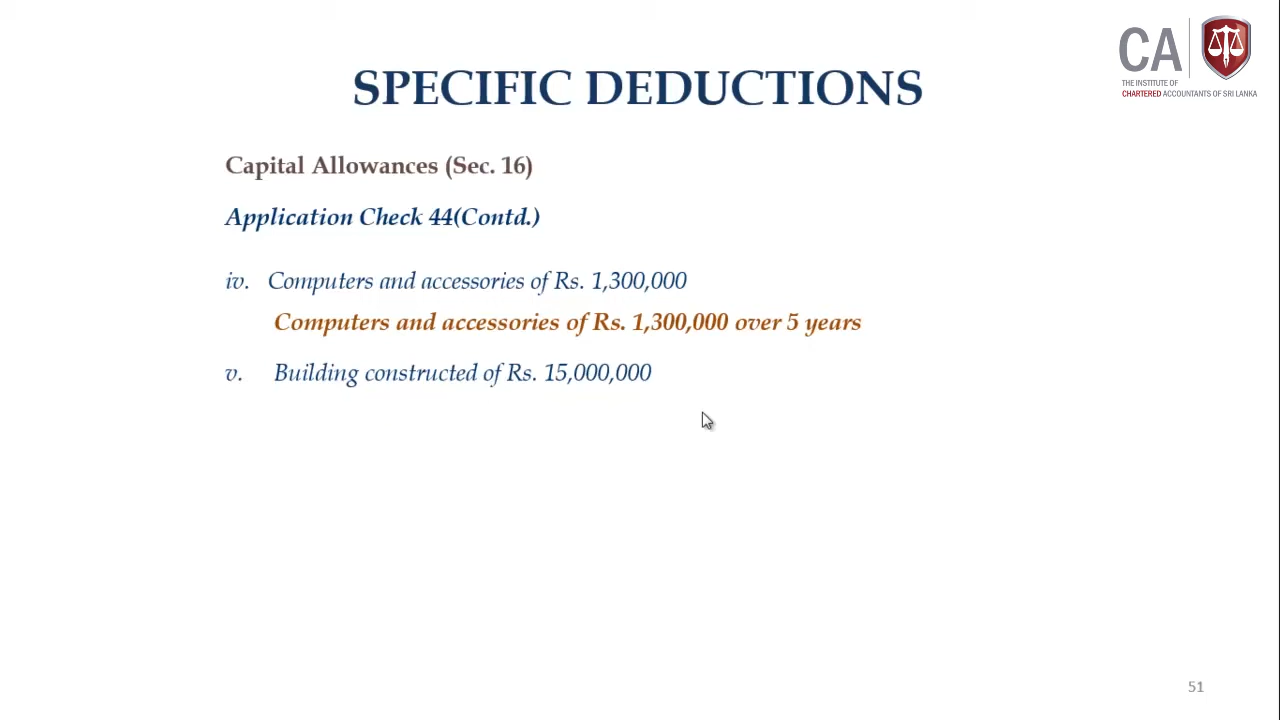 CA
THE INSTITUTE OF
CHARTERED ACCOUNTANTS OF SRI LANKA
SPECIFIC DEDUCTIONS
Capital Allowances (Sec. 16)
Application Check 44(Contd.)
iv. Computers and accessories of Rs. 1,300,000
Computers and accessories of Rs. 1,300,000 over 5 years
v. Building constructed of Rs. 15,000,000
51